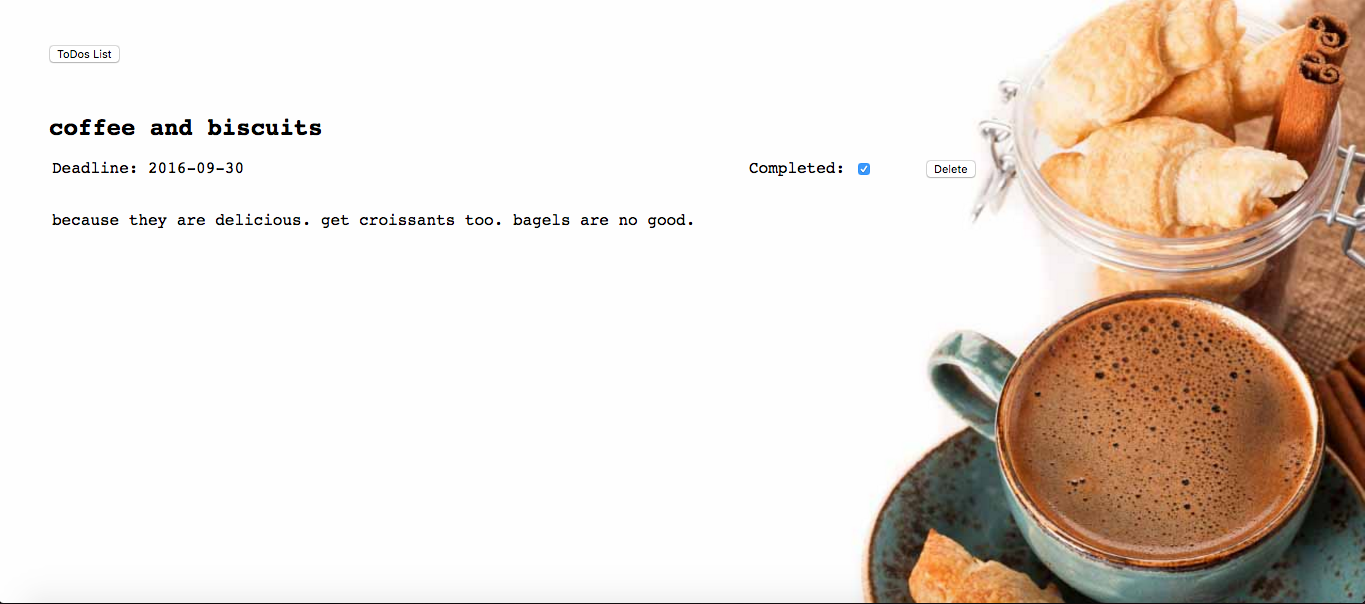 ToDos List
coffee and biscuits
Deadline: 2016-09-30 Completed: Delete
because they are delicious. get croissants too. bagels are no good.